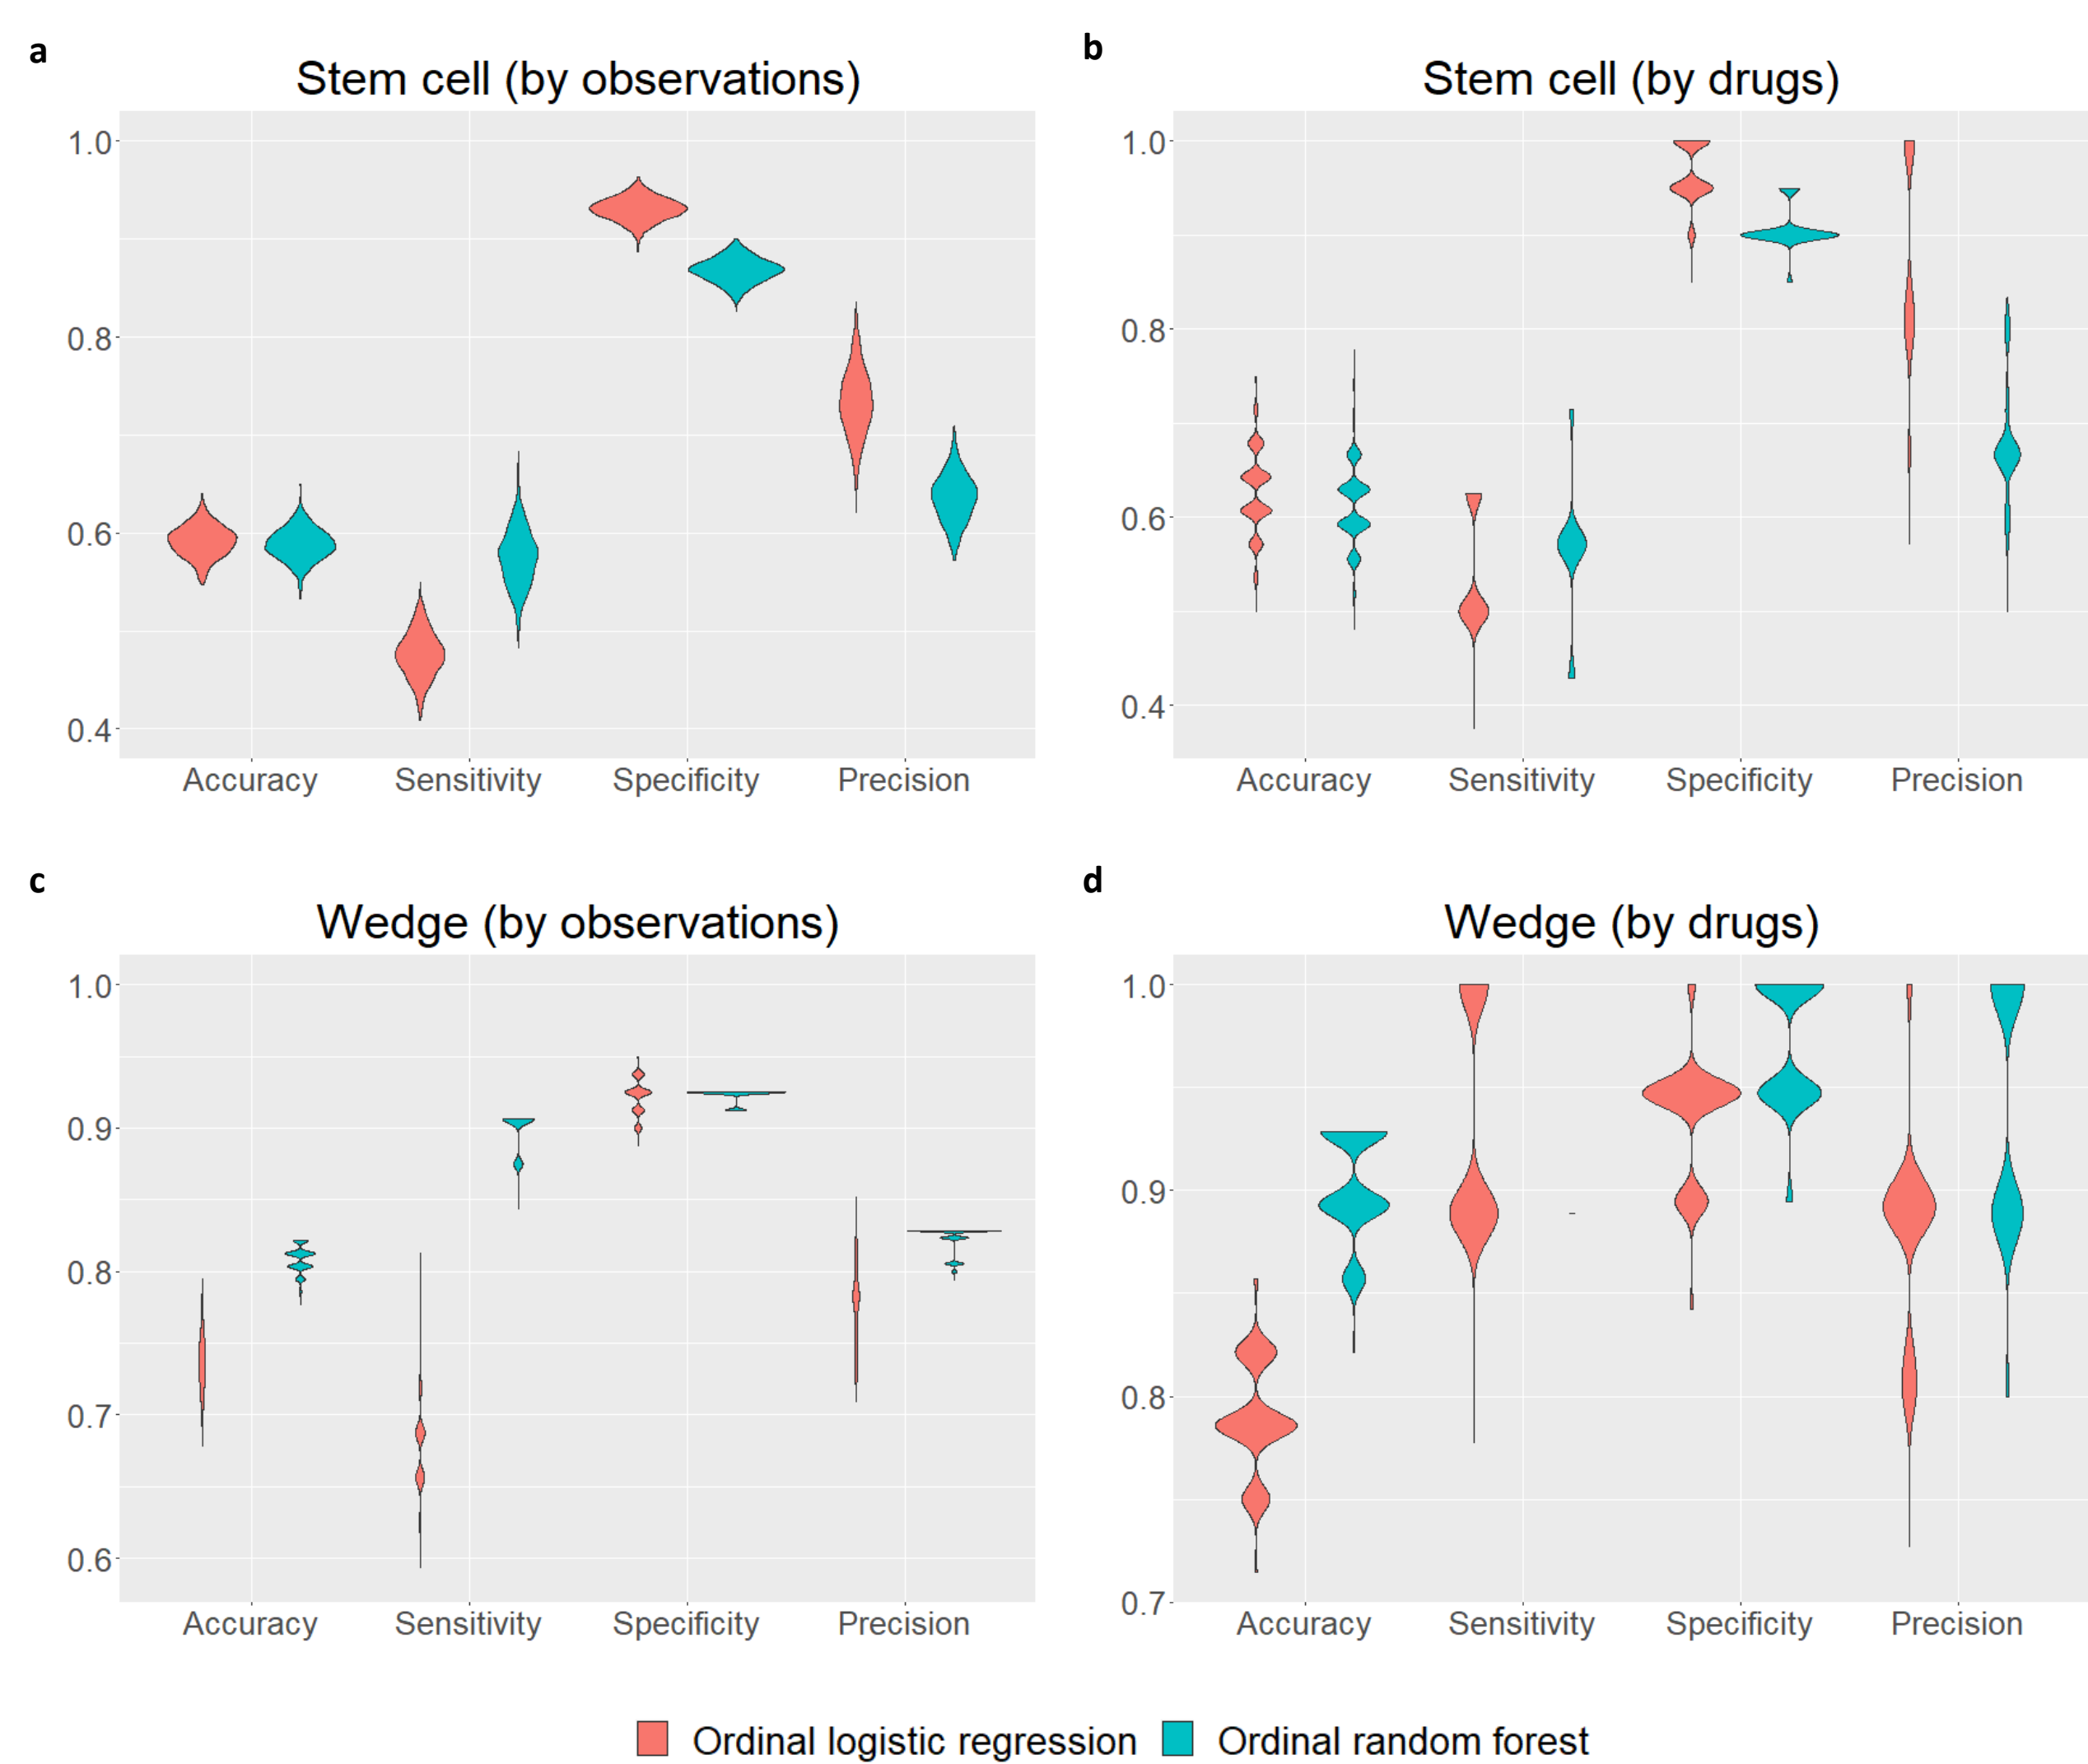 a
Stem cell (by observations)
1.0
0.8
0.6
0.4
Accuracy Sensitivity Specificity Precision
b
Stem cell (by drugs)
1.0
0.8
0.6
0.4
Accuracy Sensitivity Specificity Precision
c
Wedge (by observations)
1.0
0.9
0.8
0.7
0.6
Accuracy Sensitivity Specificity Precision
d
Wedge (by drugs)
1.0
0.9
0.8
0.7
Accuracy Sensitivity Specificity Precision
Ordinal logistic regression Ordinal random forest